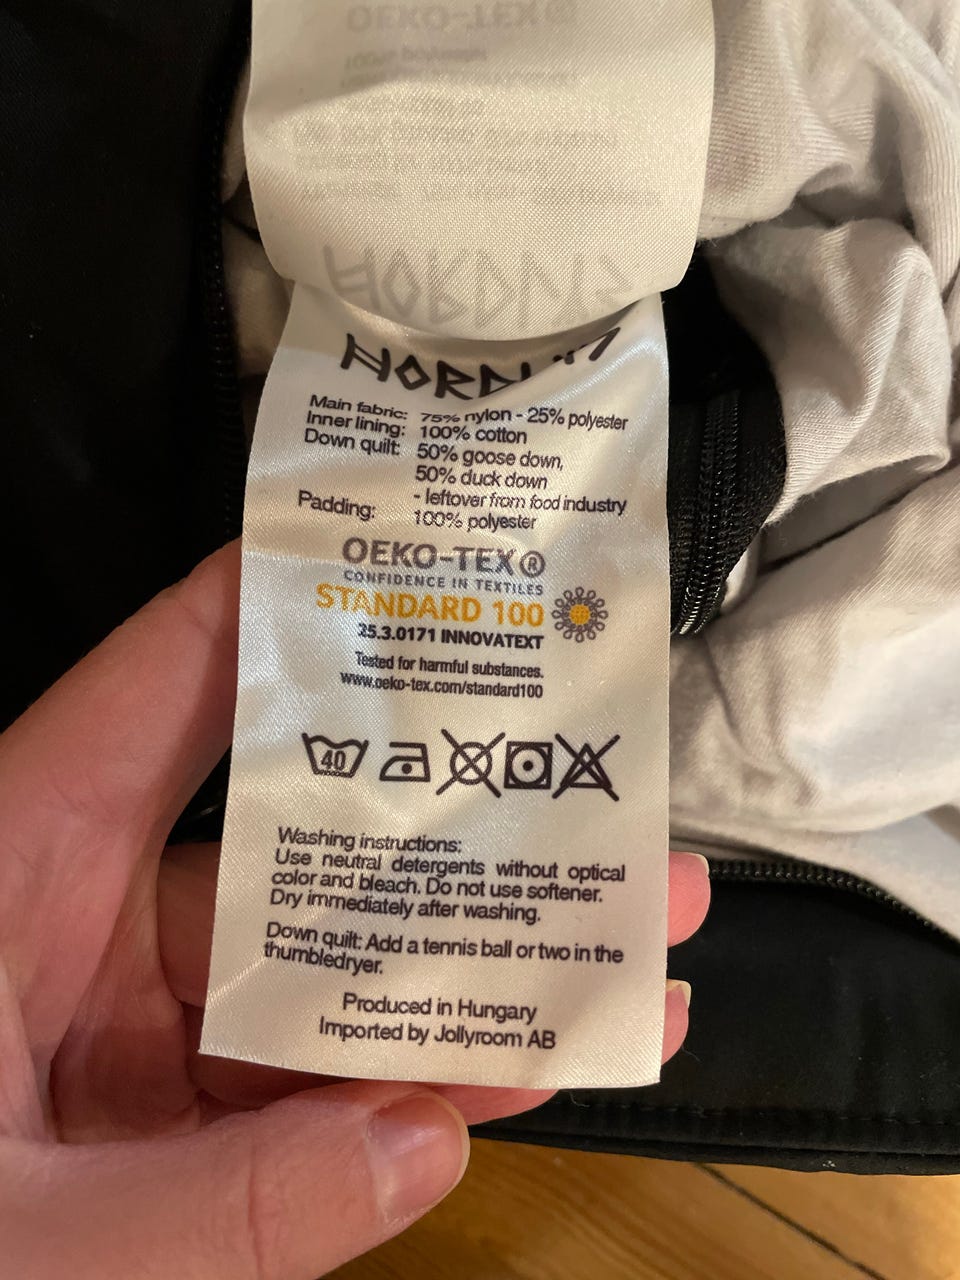 OEKO-TEX®
HORDA
Main fabric: 75% nylon - 25% polyester
Inner lining: 100% cotton
Down quilt: 50% goose down,
50% duck down
- leftover from food industry
Padding: 100% polyester
OEKO-TEX®
CONFIDENCE IN TEXTILES
STANDARD 100
25.3.0171 INNOVATEXT
Tested for harmful substances.
www.oeko-tex.com/standard100
40
Washing instructions:
Use neutral detergents without optical
color and bleach. Do not use softener.
Dry immediately after washing.
Down quilt: Add a tennis ball or two in the
thumbledryer.
Produced in Hungary
Imported by Jollyroom AB